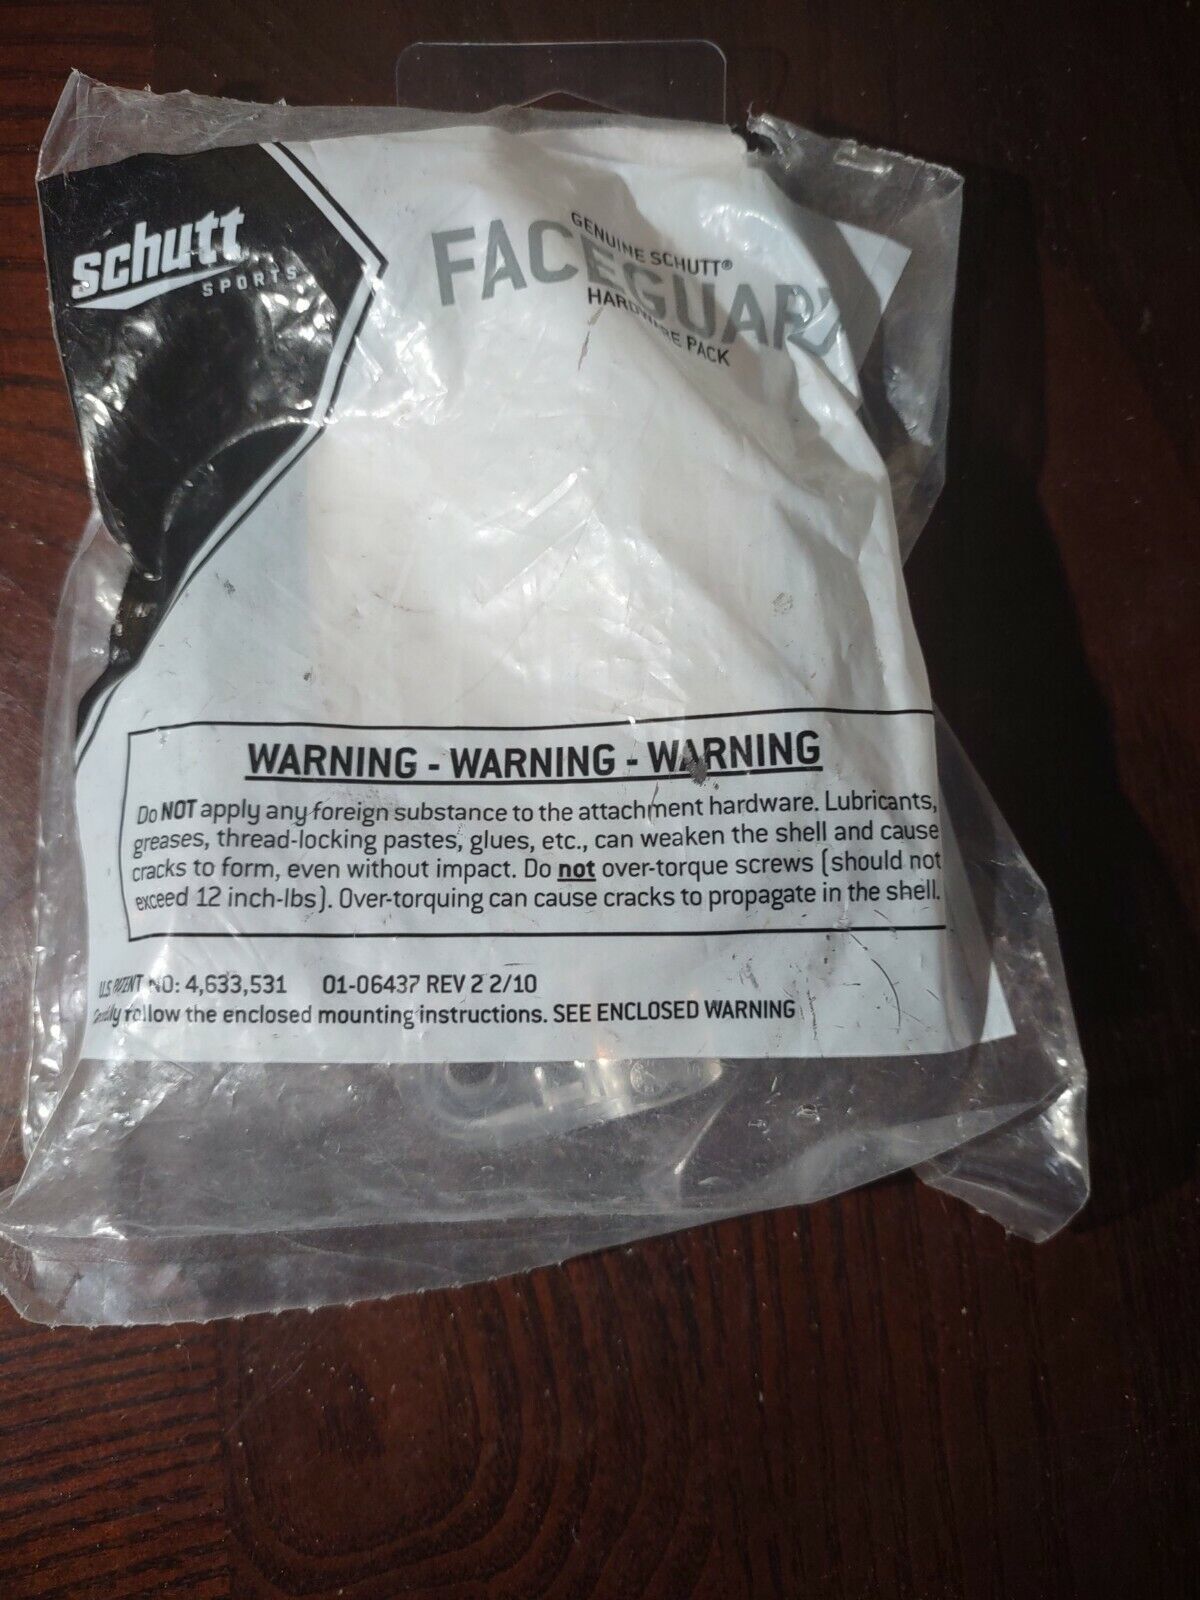 schutt
SPORTS
GENUINE SCHUTT®
FACEGUARD
HARDWARE PACK
WARNING - WARNING - WARNING
Do NOT apply any foreign substance to the attachment hardware. Lubricants,
greases, thread-locking pastes, glues, etc., can weaken the shell and cause
cracks to form, even without impact. Do not over-torque screws (should not
exceed 12 inch-lbs). Over-torquing can cause cracks to propagate in the shell.
U.S PATENT NO: 4,633,531 01-06437 REV 2 2/10
follow the enclosed mounting instructions. SEE ENCLOSED WARNING